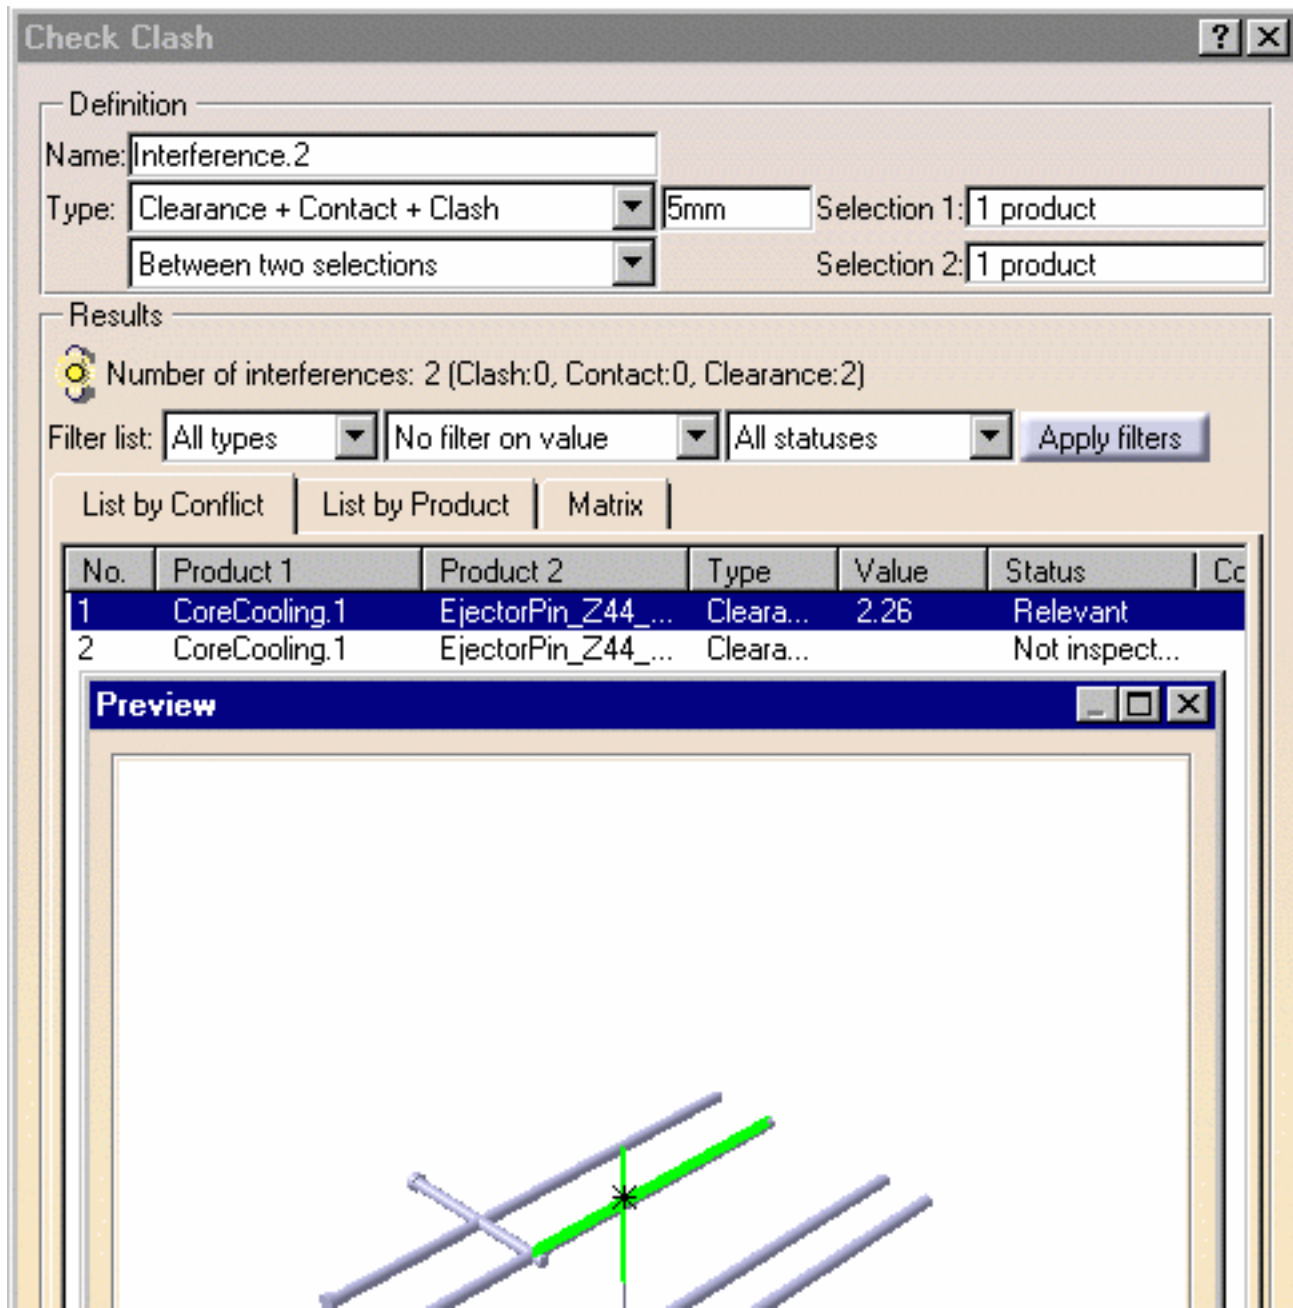 Check Clash
Definition
Name: Interference.2
Type: Clearance + Contact + Clash 5mm Selection 1: 1 product
Between two selections Selection 2: 1 product
Results
Number of interferences: 2 (Clash:0, Contact:0, Clearance:2)
Filter list: All types No filter on value All statuses Apply filters
List by Conflict List by Product Matrix
No. Product 1 Product 2 Type Value Status Co
1 CoreCooling.1 EjectorPin_Z44_... Cleara... 2.26 Relevant
2 CoreCooling.1 EjectorPin_Z44_... Cleara... Not inspect...
Preview